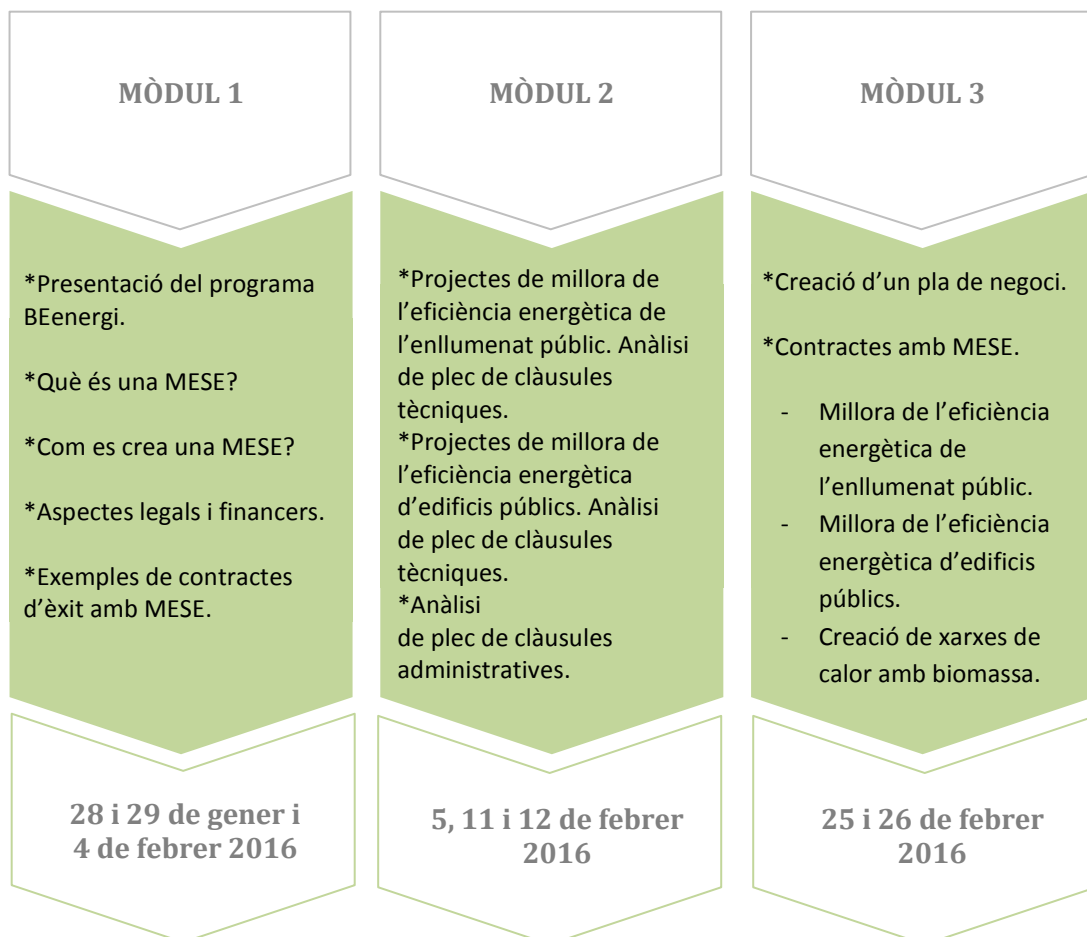 MÒDUL 1
*Presentació del programa
BEenergi.
*Què és una MESE?
*Com es crea una MESE?
*Aspectes legals i financers.
*Exemples de contractes
d’èxit amb MESE.
28 i 29 de gener i
4 de febrer 2016
MÒDUL 2
*Projectes de millora de
l’eficiència energètica de
l’enllumenat públic. Anàlisi
de plec de clàusules
tècniques.
*Projectes de millora de
l’eficiència energètica
d’edificis públics. Anàlisi
de plec de clàusules
tècniques.
*Anàlisi
de plec de clàusules
administratives.
5, 11 i 12 de febrer
2016
MÒDUL 3
*Creació d’un pla de negoci.
*Contractes amb MESE.
- Millora de l’eficiència
energètica de
l’enllumenat públic.
- Millora de l’eficiència
energètica d’edificis
públics.
- Creació de xarxes de
calor amb biomassa.
25 i 26 de febrer
2016